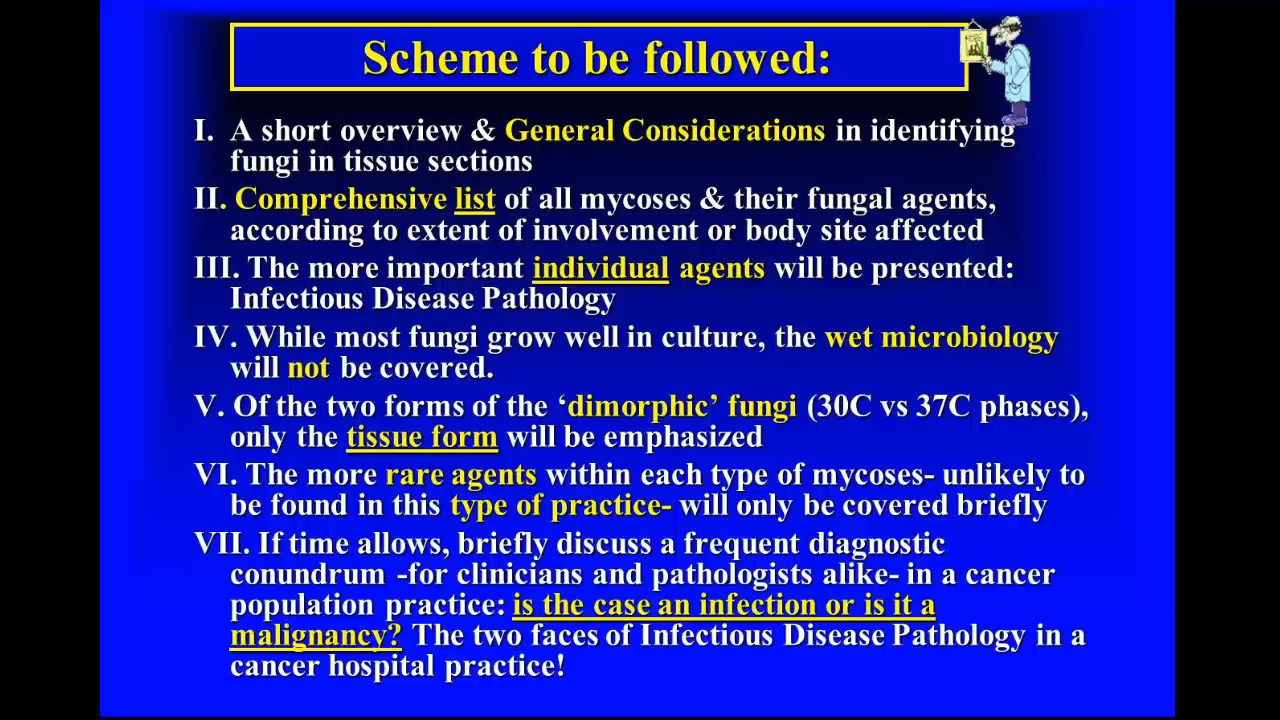 Scheme to be followed:
I. A short overview & General Considerations in identifying
fungi in tissue sections
II. Comprehensive list of all mycoses & their fungal agents,
according to extent of involvement or body site affected
III. The more important individual agents will be presented:
Infectious Disease Pathology
IV. While most fungi grow well in culture, the wet microbiology
will not be covered.
V. Of the two forms of the ‘dimorphic’ fungi (30C vs 37C phases),
only the tissue form will be emphasized
VI. The more rare agents within each type of mycoses- unlikely to
be found in this type of practice- will only be covered briefly
VII. If time allows, briefly discuss a frequent diagnostic
conundrum -for clinicians and pathologists alike- in a cancer
population practice: is the case an infection or is it a
malignancy? The two faces of Infectious Disease Pathology in a
cancer hospital practice!